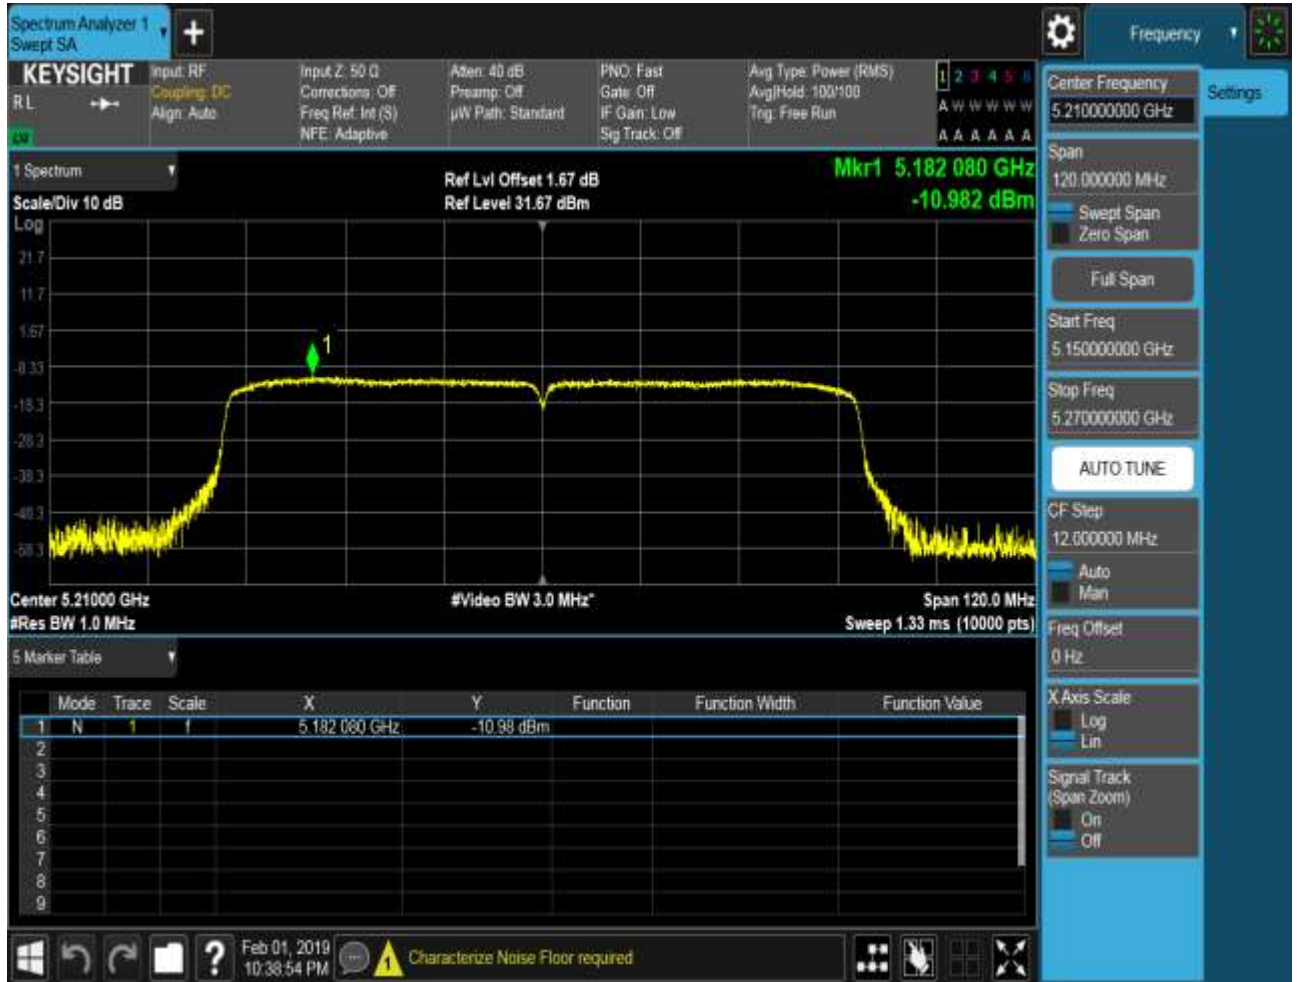 Spectrum Analyzer 1
Swept SA
+
Frequency
KEYSIGHT
RL
Input: RF
Coupling: DC
Align: Auto
Input Z: 50 Ω
Corrections: Off
Freq Ref: Int (S)
NFE: Adaptive
Atten: 40 dB
Preamp: Off
µW Path: Standard
PNO: Fast
Gate: Off
IF Gain: Low
Sig Track: Off
Avg Type: Power (RMS)
Avg|Hold: 100/100
Trig: Free Run
1 2 3 4 5 6
A W W W W W
A A A A A A
1 Spectrum
Scale/Div 10 dB
Ref Lvl Offset 1.67 dB
Ref Level 31.67 dBm
Mkr1 5.182 080 GHz
-10.982 dBm
Log
21.7
11.7
1.67
-8.33
-18.3
-28.3
-38.3
-48.3
-58.3
1
Center 5.21000 GHz
#Video BW 3.0 MHz*
Span 120.0 MHz
#Res BW 1.0 MHz
Sweep 1.33 ms (10000 pts)
5 Marker Table
Mode Trace Scale X Y Function Function Width Function Value
1 N 1 f 5.182 080 GHz -10.98 dBm
2
3
4
5
6
7
8
9
Feb 01, 2019
10:38:54 PM
?
1
Characterize Noise Floor required
Center Frequency
5.210000000 GHz
Settings
Span
120.000000 MHz
Swept Span
Zero Span
Full Span
Start Freq
5.150000000 GHz
Stop Freq
5.270000000 GHz
AUTO TUNE
CF Step
12.000000 MHz
Auto
Man
Freq Offset
0 Hz
X Axis Scale
Log
Lin
Signal Track
(Span Zoom)
On
Off